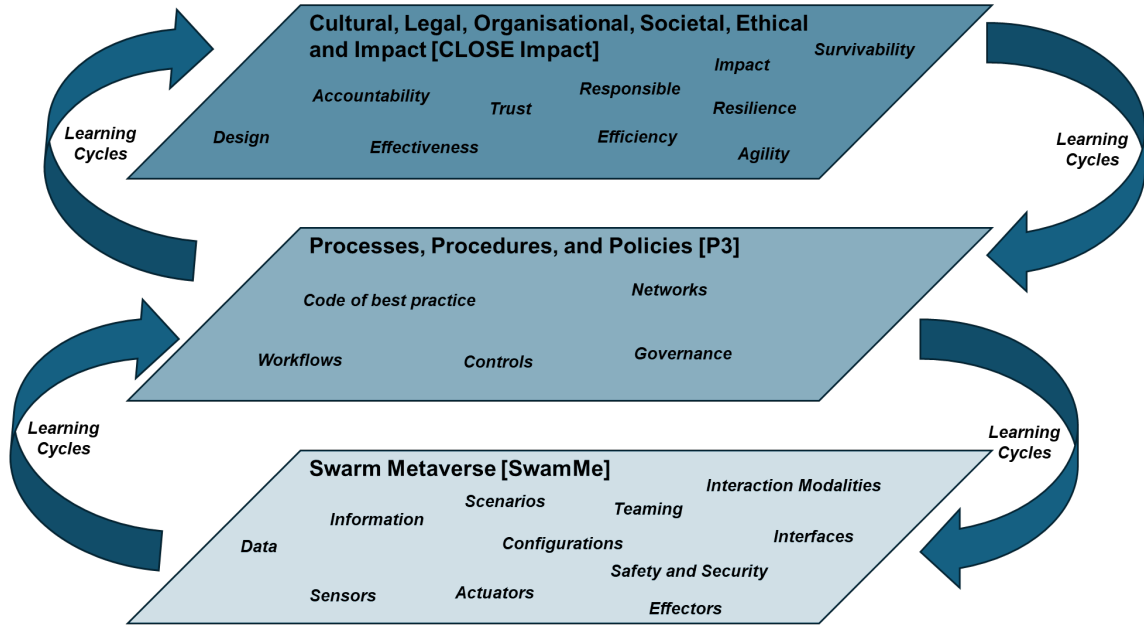 Cultural, Legal, Organisational, Societal, Ethical
and Impact [CLOSE Impact]
Survivability
Impact
Responsible
Accountability
Trust
Resilience
Design
Effectiveness
Efficiency
Agility
Learning
Cycles
Learning
Cycles
Processes, Procedures, and Policies [P3]
Code of best practice
Networks
Workflows
Controls
Governance
Learning
Cycles
Learning
Cycles
Swarm Metaverse [SwamMe]
Scenarios
Interaction Modalities
Information
Teaming
Data
Configurations
Interfaces
Safety and Security
Sensors
Actuators
Effectors